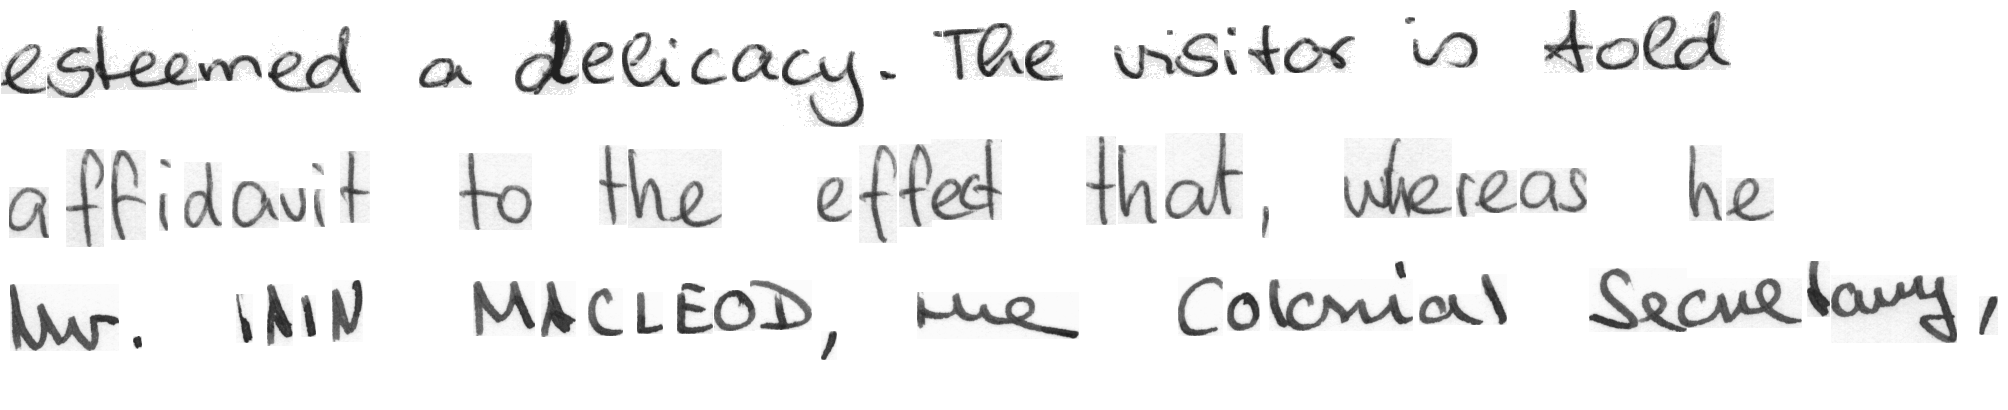 esteemed a delicacy. The visitor is told
affidavit to the effect that, whereas he
Mr. IAIN MACLEOD, the Colonial Secretary,